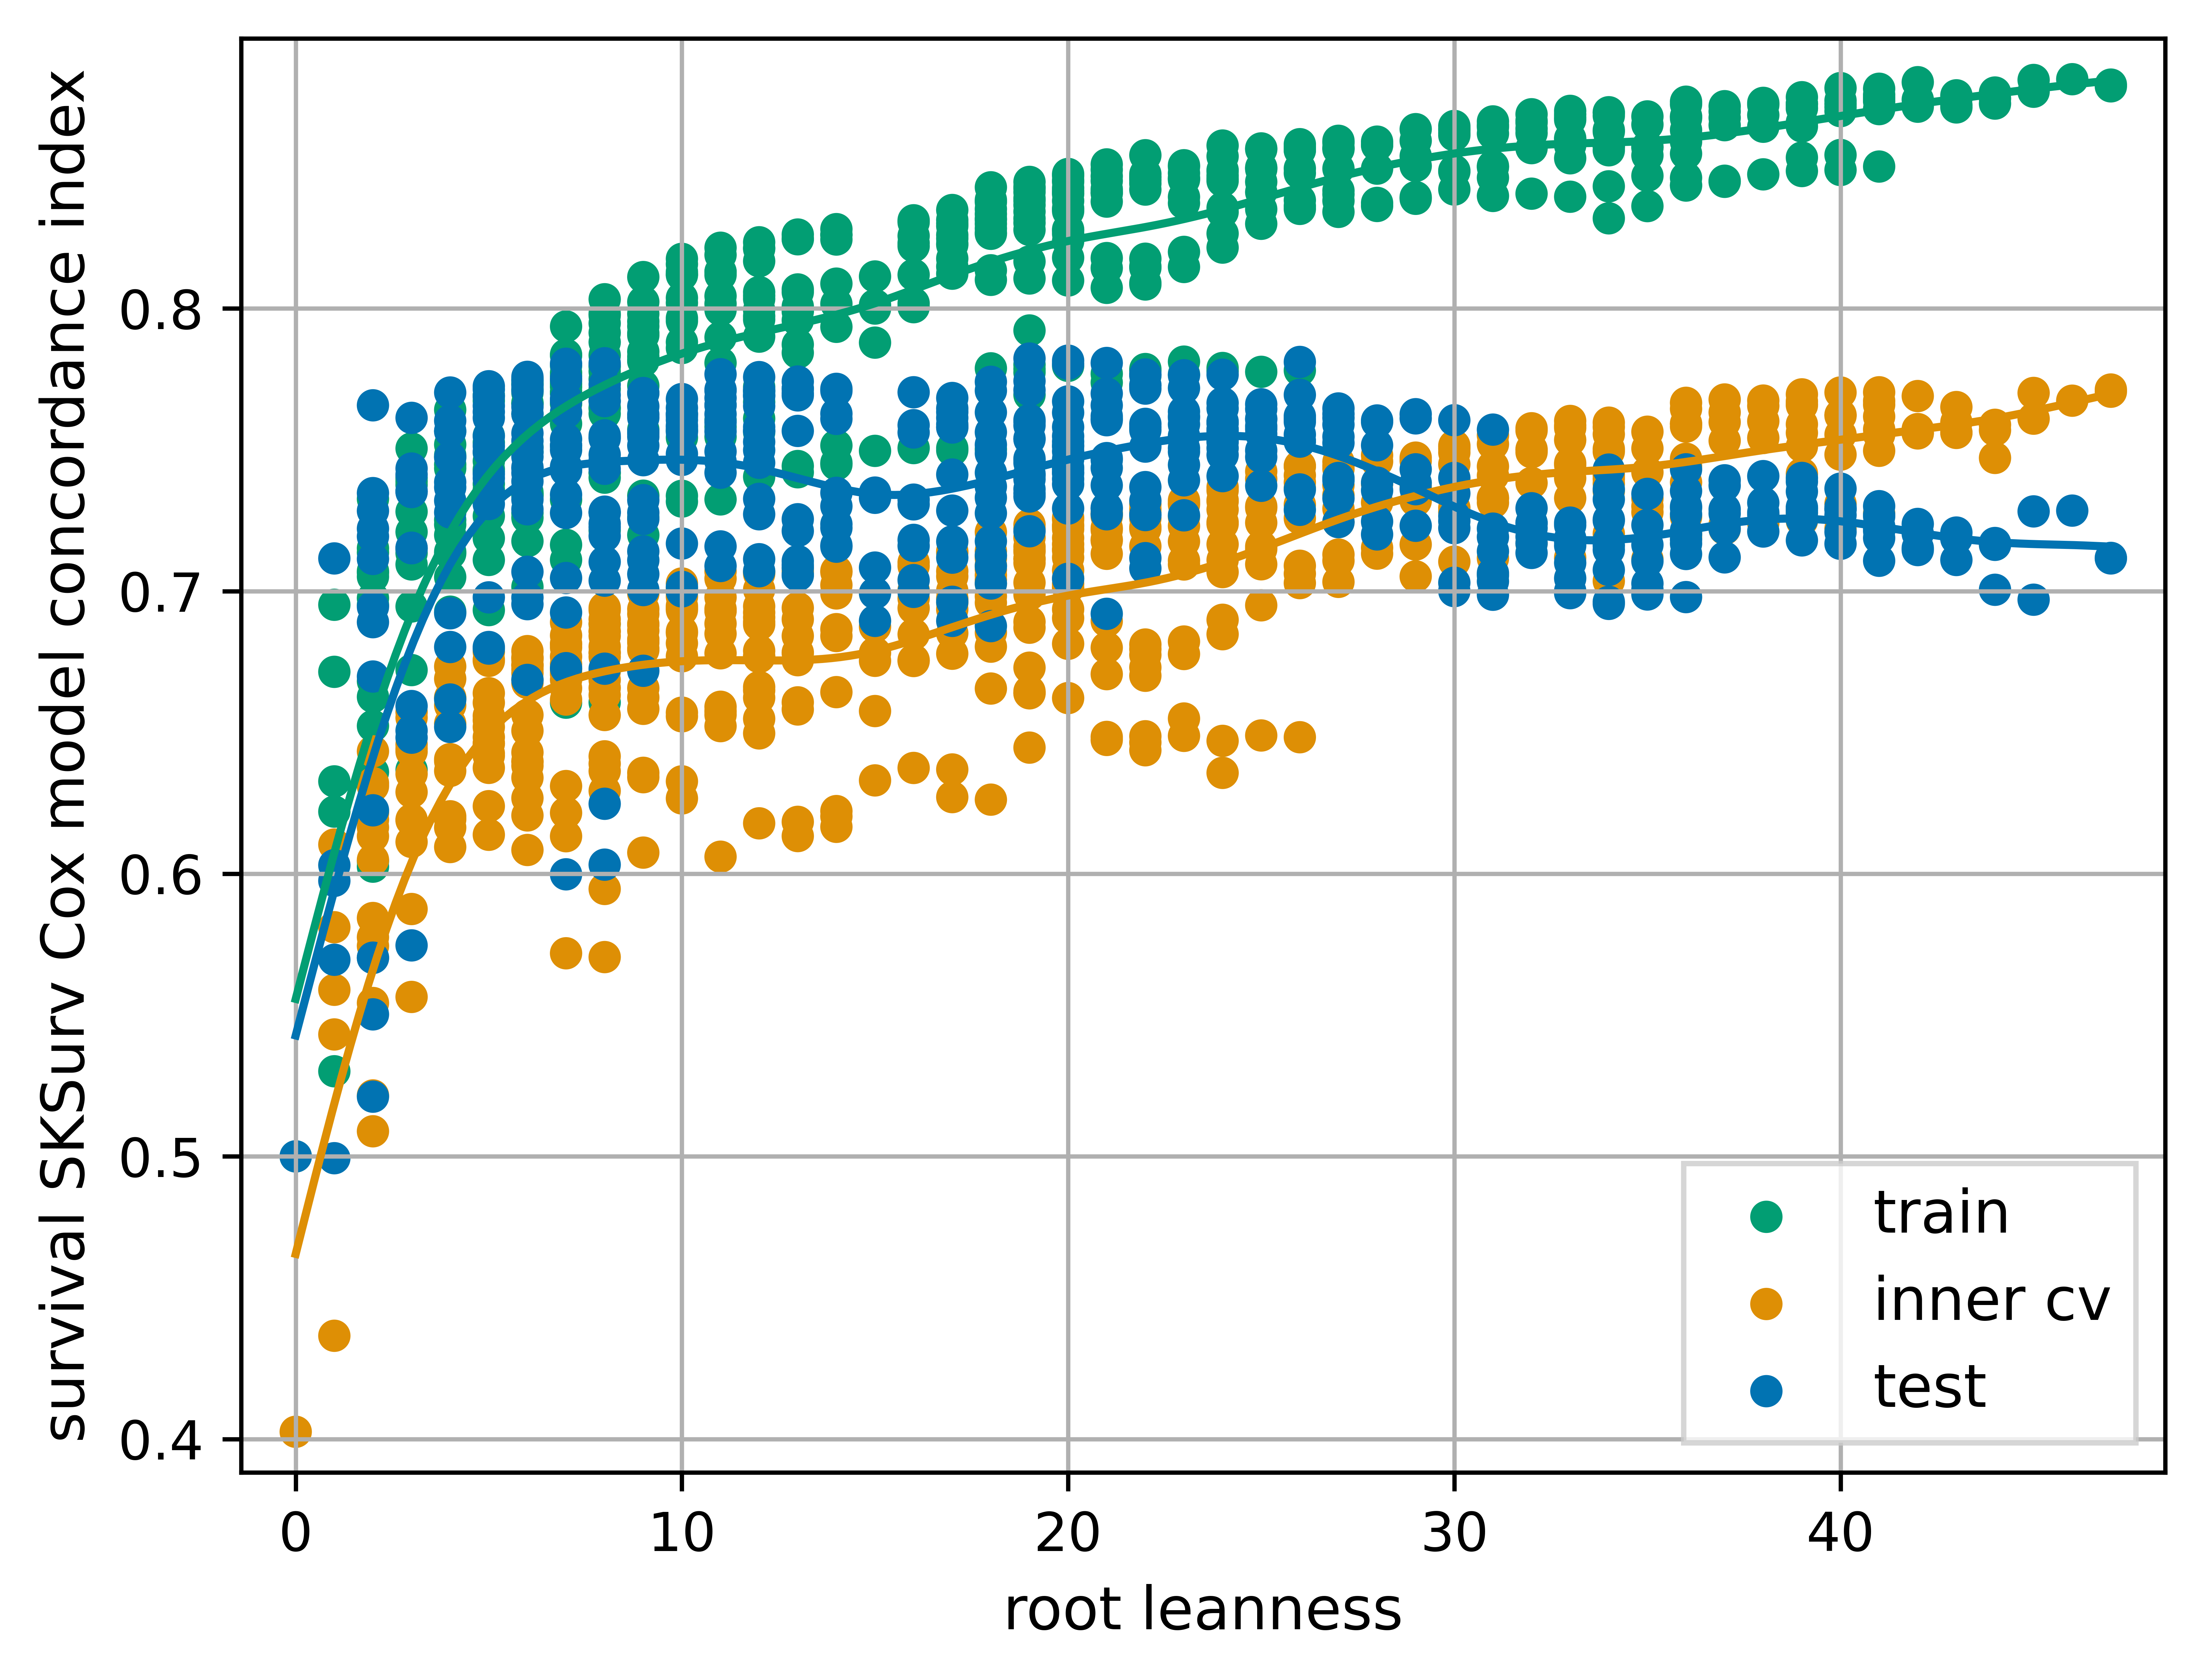 survival SKSurv Cox model concordance index
0.8
0.7
0.6
0.5
0.4
0
10
20
30
40
root leanness
train
inner cv
test